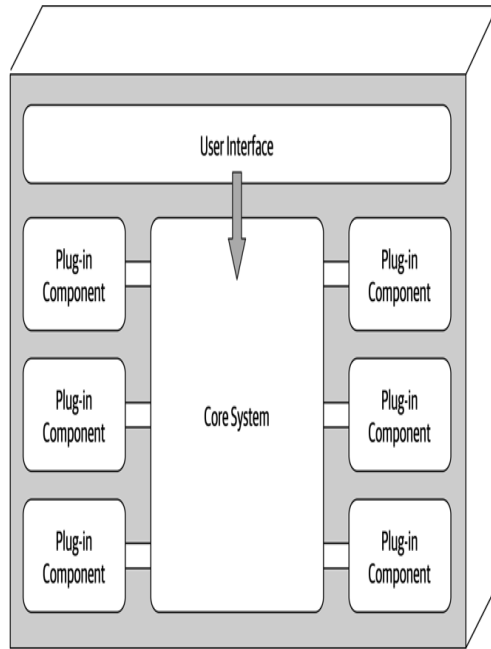 User Interface
Plug-in
Component
Plug-in
Component
Plug-in
Component
Core System
Plug-in
Component
Plug-in
Component
Plug-in
Component